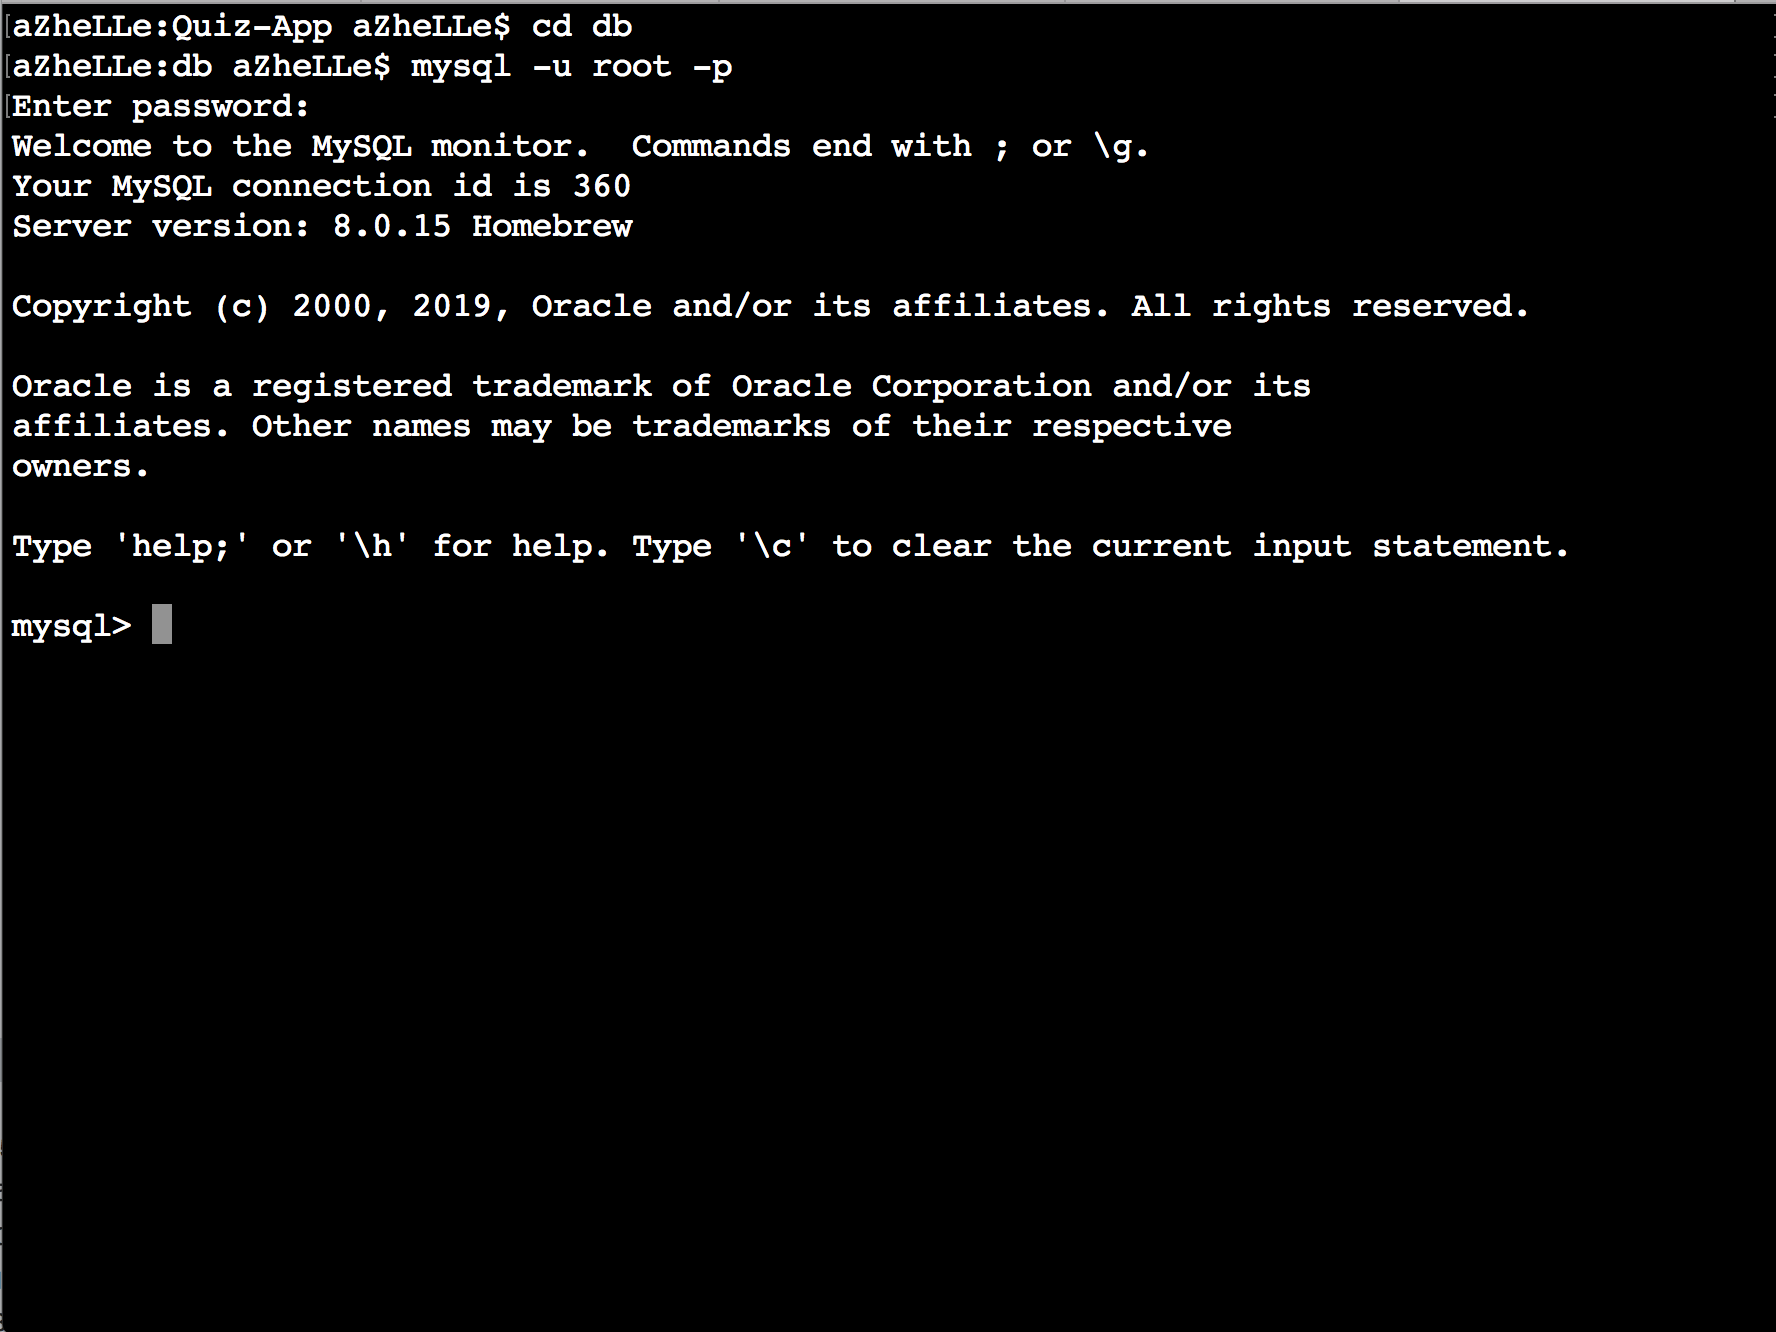 [aZheLLe:Quiz-App aZheLLe$ cd db
[aZheLLe:db aZheLLe$ mysql -u root -p
[Enter password:
Welcome to the MySQL monitor.  Commands end with ; or \g.
Your MySQL connection id is 360
Server version: 8.0.15 Homebrew
Copyright (c) 2000, 2019, Oracle and/or its affiliates. All rights reserved.
Oracle is a registered trademark of Oracle Corporation and/or its
affiliates. Other names may be trademarks of their respective
owners.
Type 'help;' or '\h' for help. Type '\c' to clear the current input statement.
mysql>